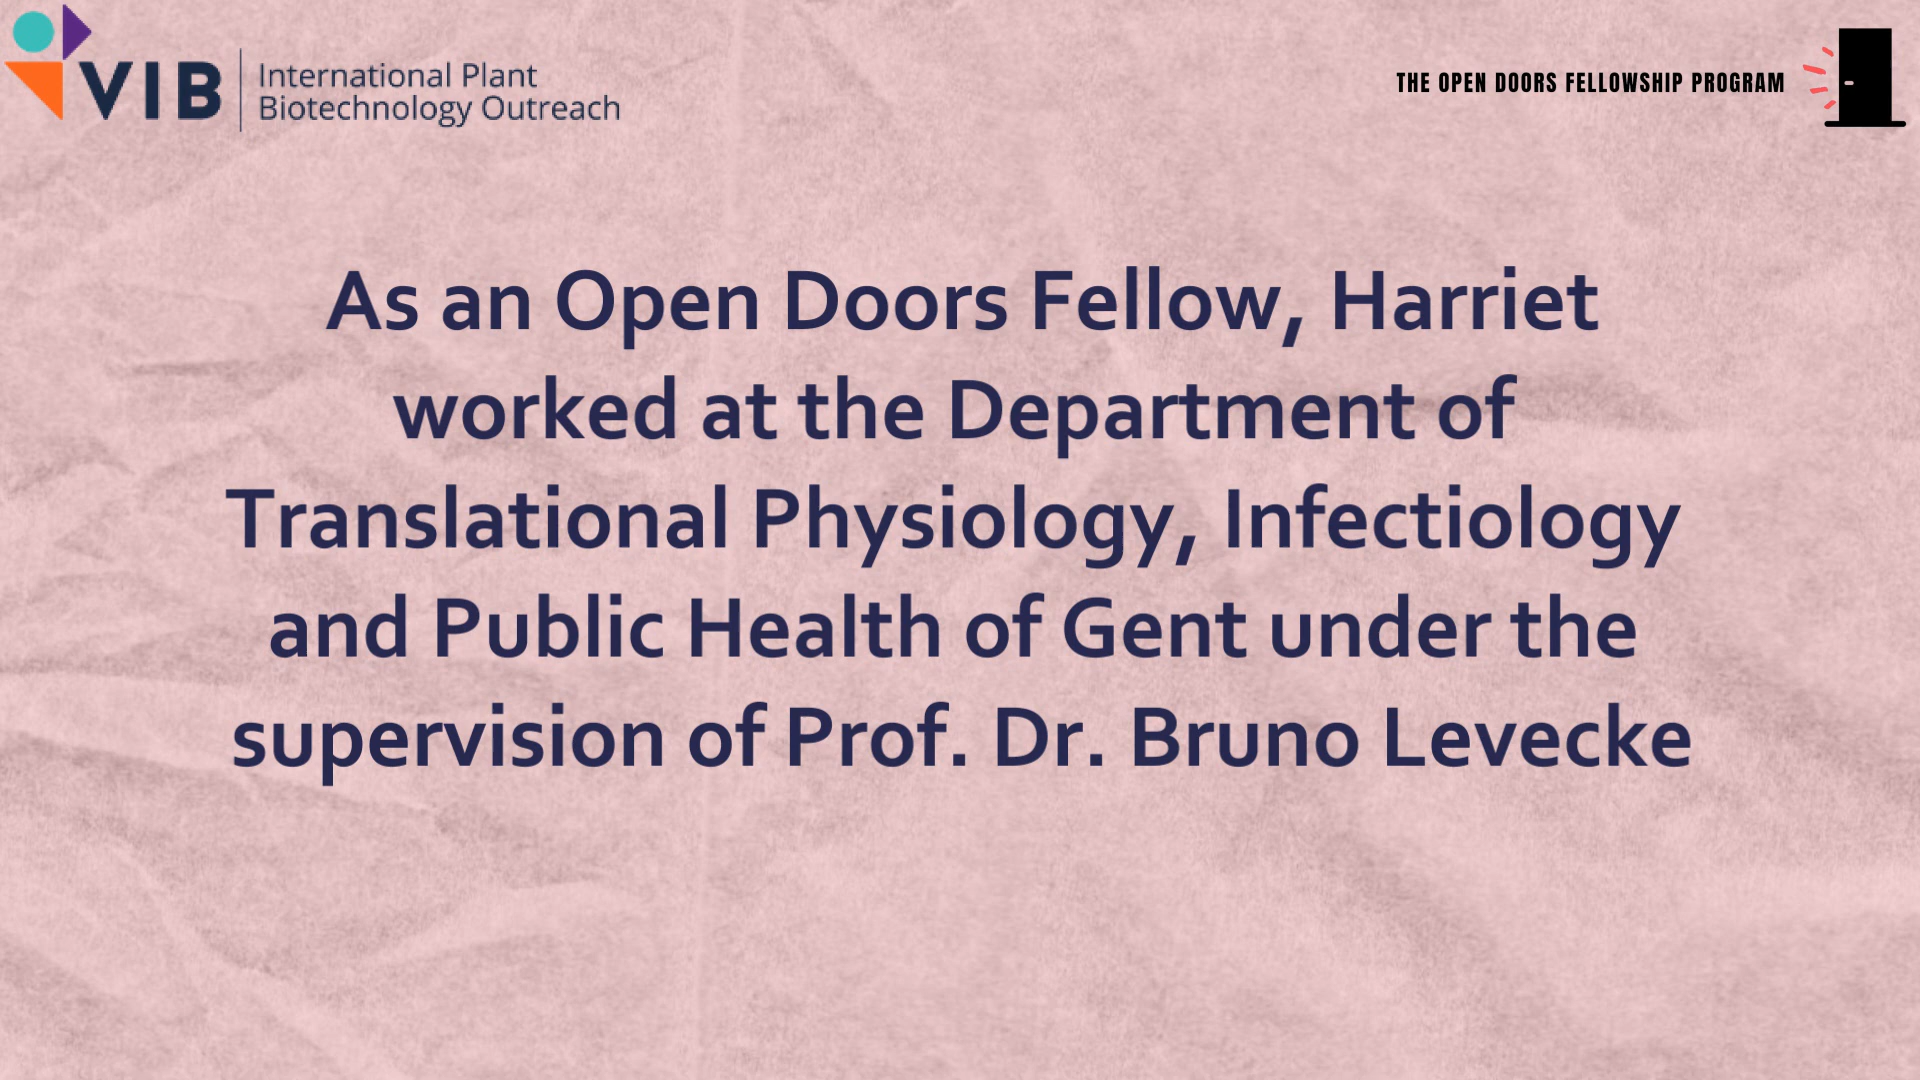 VIB
International Plant
Biotechnology Outreach
THE OPEN DOORS FELLOWSHIP PROGRAM
As an Open Doors Fellow, Harriet
worked at the Department of
Translational Physiology, Infectiology
and Public Health of Gent under the
supervision of Prof. Dr. Bruno Levecke